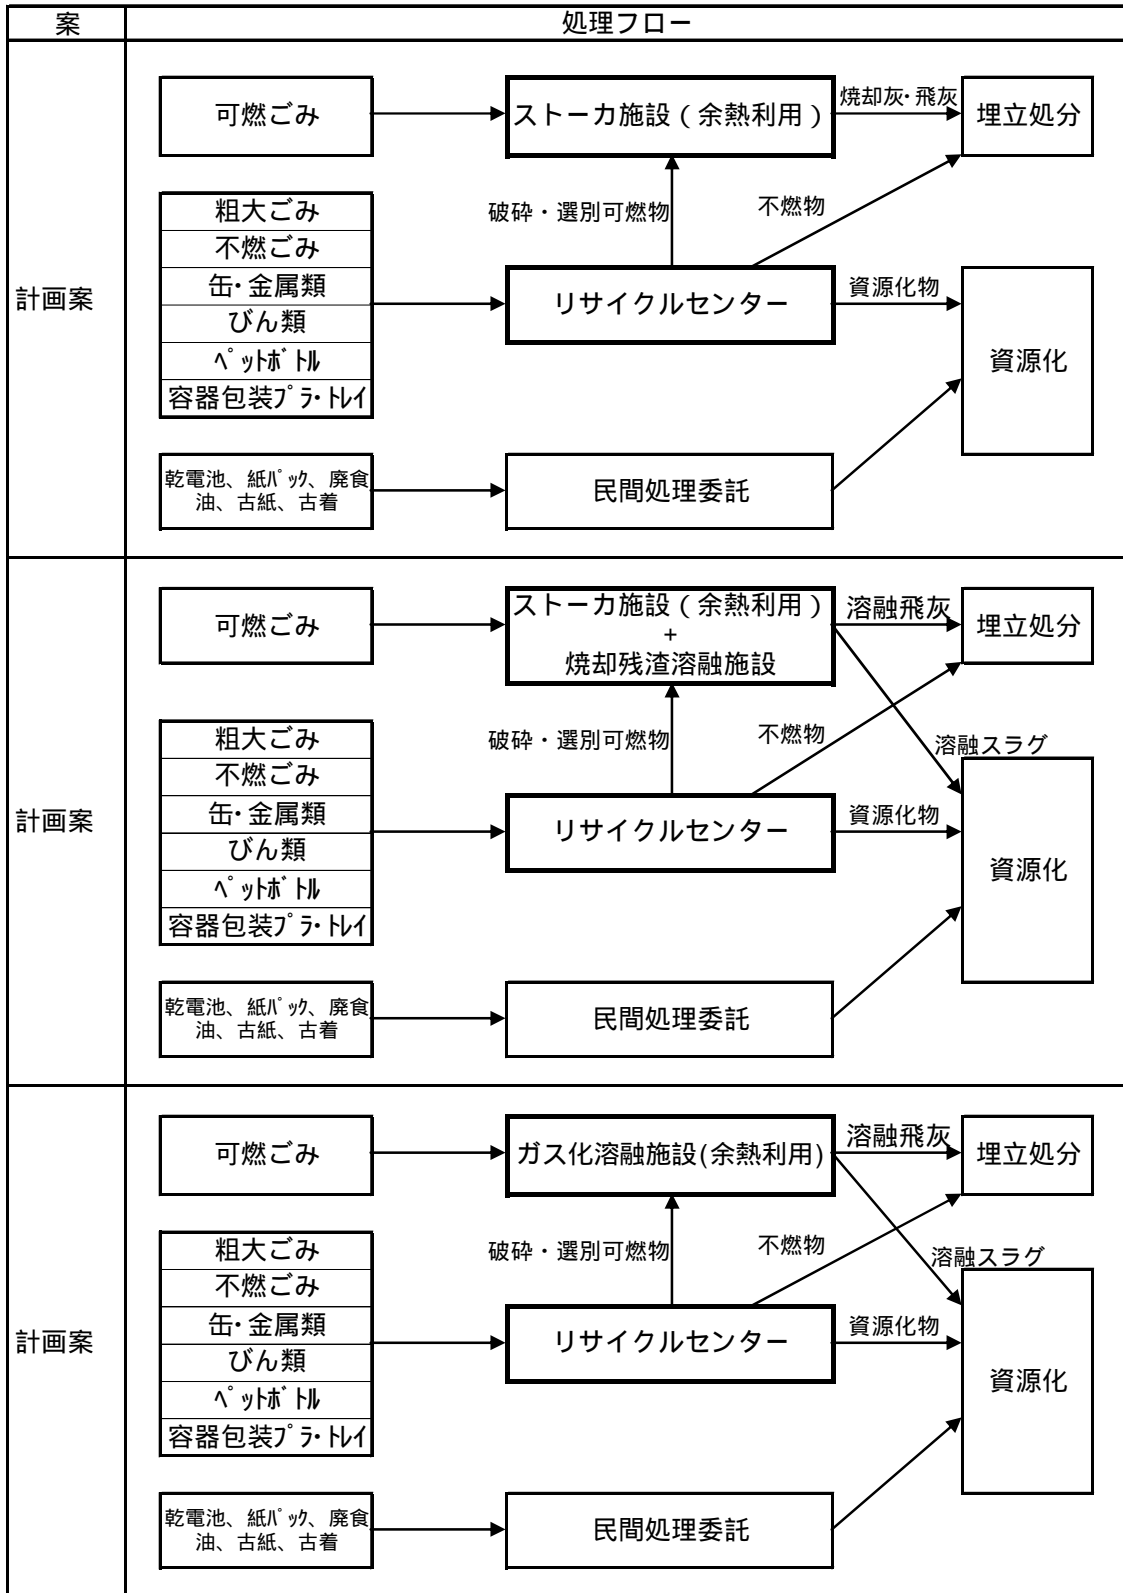 案
処理フロー
計画案
可燃ごみ
ストーカ施設(余熱利用)
焼却灰・飛灰
埋立処分
破砕・選別可燃物
不燃物
粗大ごみ
不燃ごみ
缶・金属類
びん類
ペットボトル
容器包装プラ・トレイ
リサイクルセンター
資源化物
資源化
乾電池、紙パック、廃食
油、古紙、古着
民間処理委託
計画案
可燃ごみ
ストーカ施設(余熱利用)
+
焼却残渣溶融施設
溶融飛灰
埋立処分
破砕・選別可燃物
不燃物
溶融スラグ
粗大ごみ
不燃ごみ
缶・金属類
びん類
ペットボトル
容器包装プラ・トレイ
リサイクルセンター
資源化物
資源化
乾電池、紙パック、廃食
油、古紙、古着
民間処理委託
計画案
可燃ごみ
ガス化溶融施設(余熱利用)
溶融飛灰
埋立処分
破砕・選別可燃物
不燃物
溶融スラグ
粗大ごみ
不燃ごみ
缶・金属類
びん類
ペットボトル
容器包装プラ・トレイ
リサイクルセンター
資源化物
資源化
乾電池、紙パック、廃食
油、古紙、古着
民間処理委託